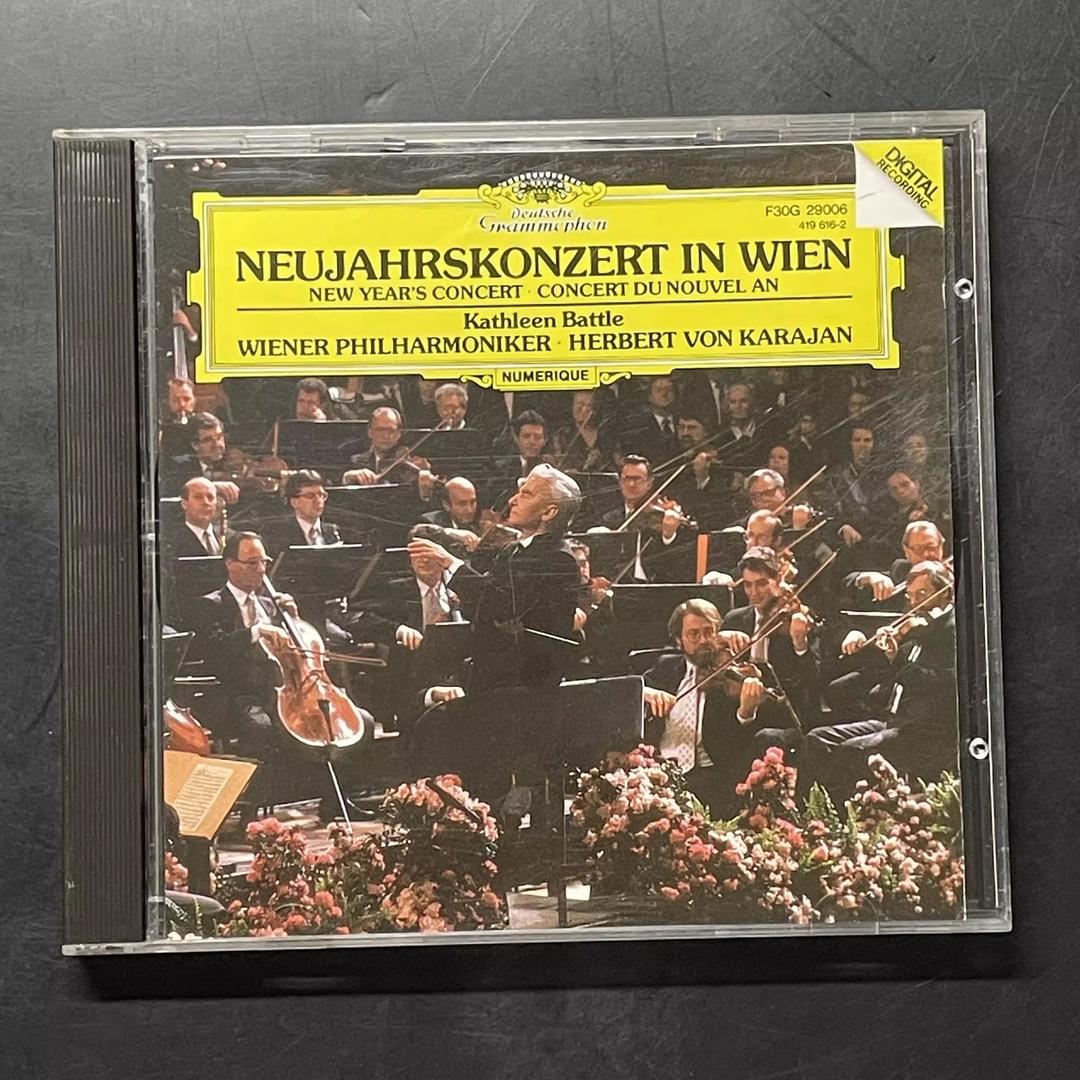 DIGITAL
RECORDING
Deutsche
Grammophon
F30G 29006
419 616-2
NEUJAHRSKONZERT IN WIEN
NEW YEAR'S CONCERT · CONCERT DU NOUVEL AN
Kathleen Battle
WIENER PHILHARMONIKER · HERBERT VON KARAJAN
NUMERIQUE